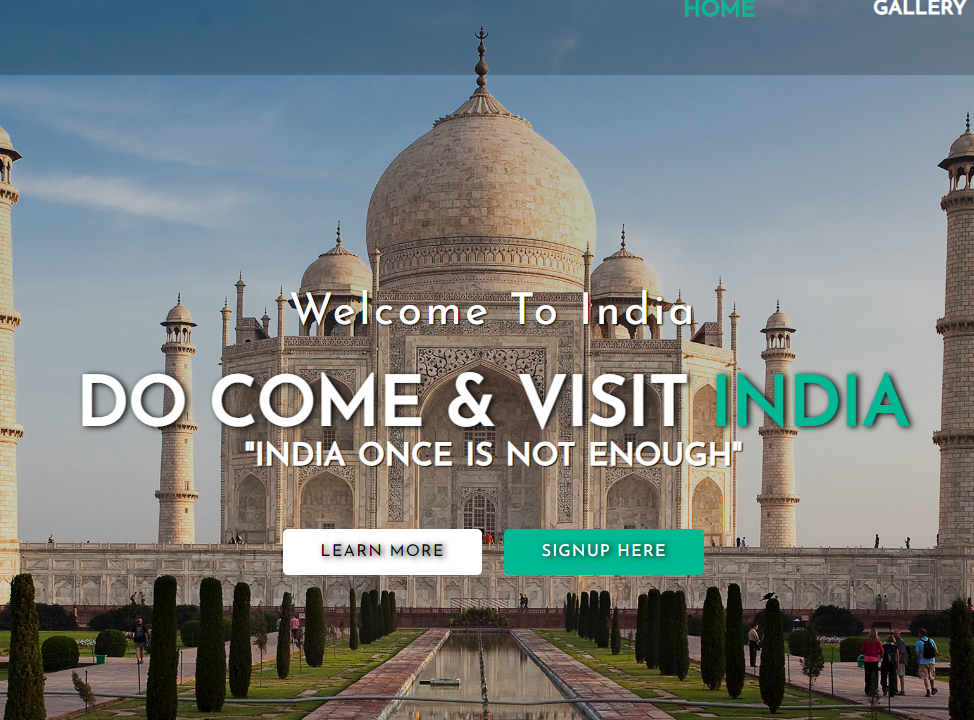 HOME GALLERY
Welcome To India
DO COME & VISIT INDIA
"INDIA ONCE IS NOT ENOUGH"
LEARN MORE SIGNUP HERE